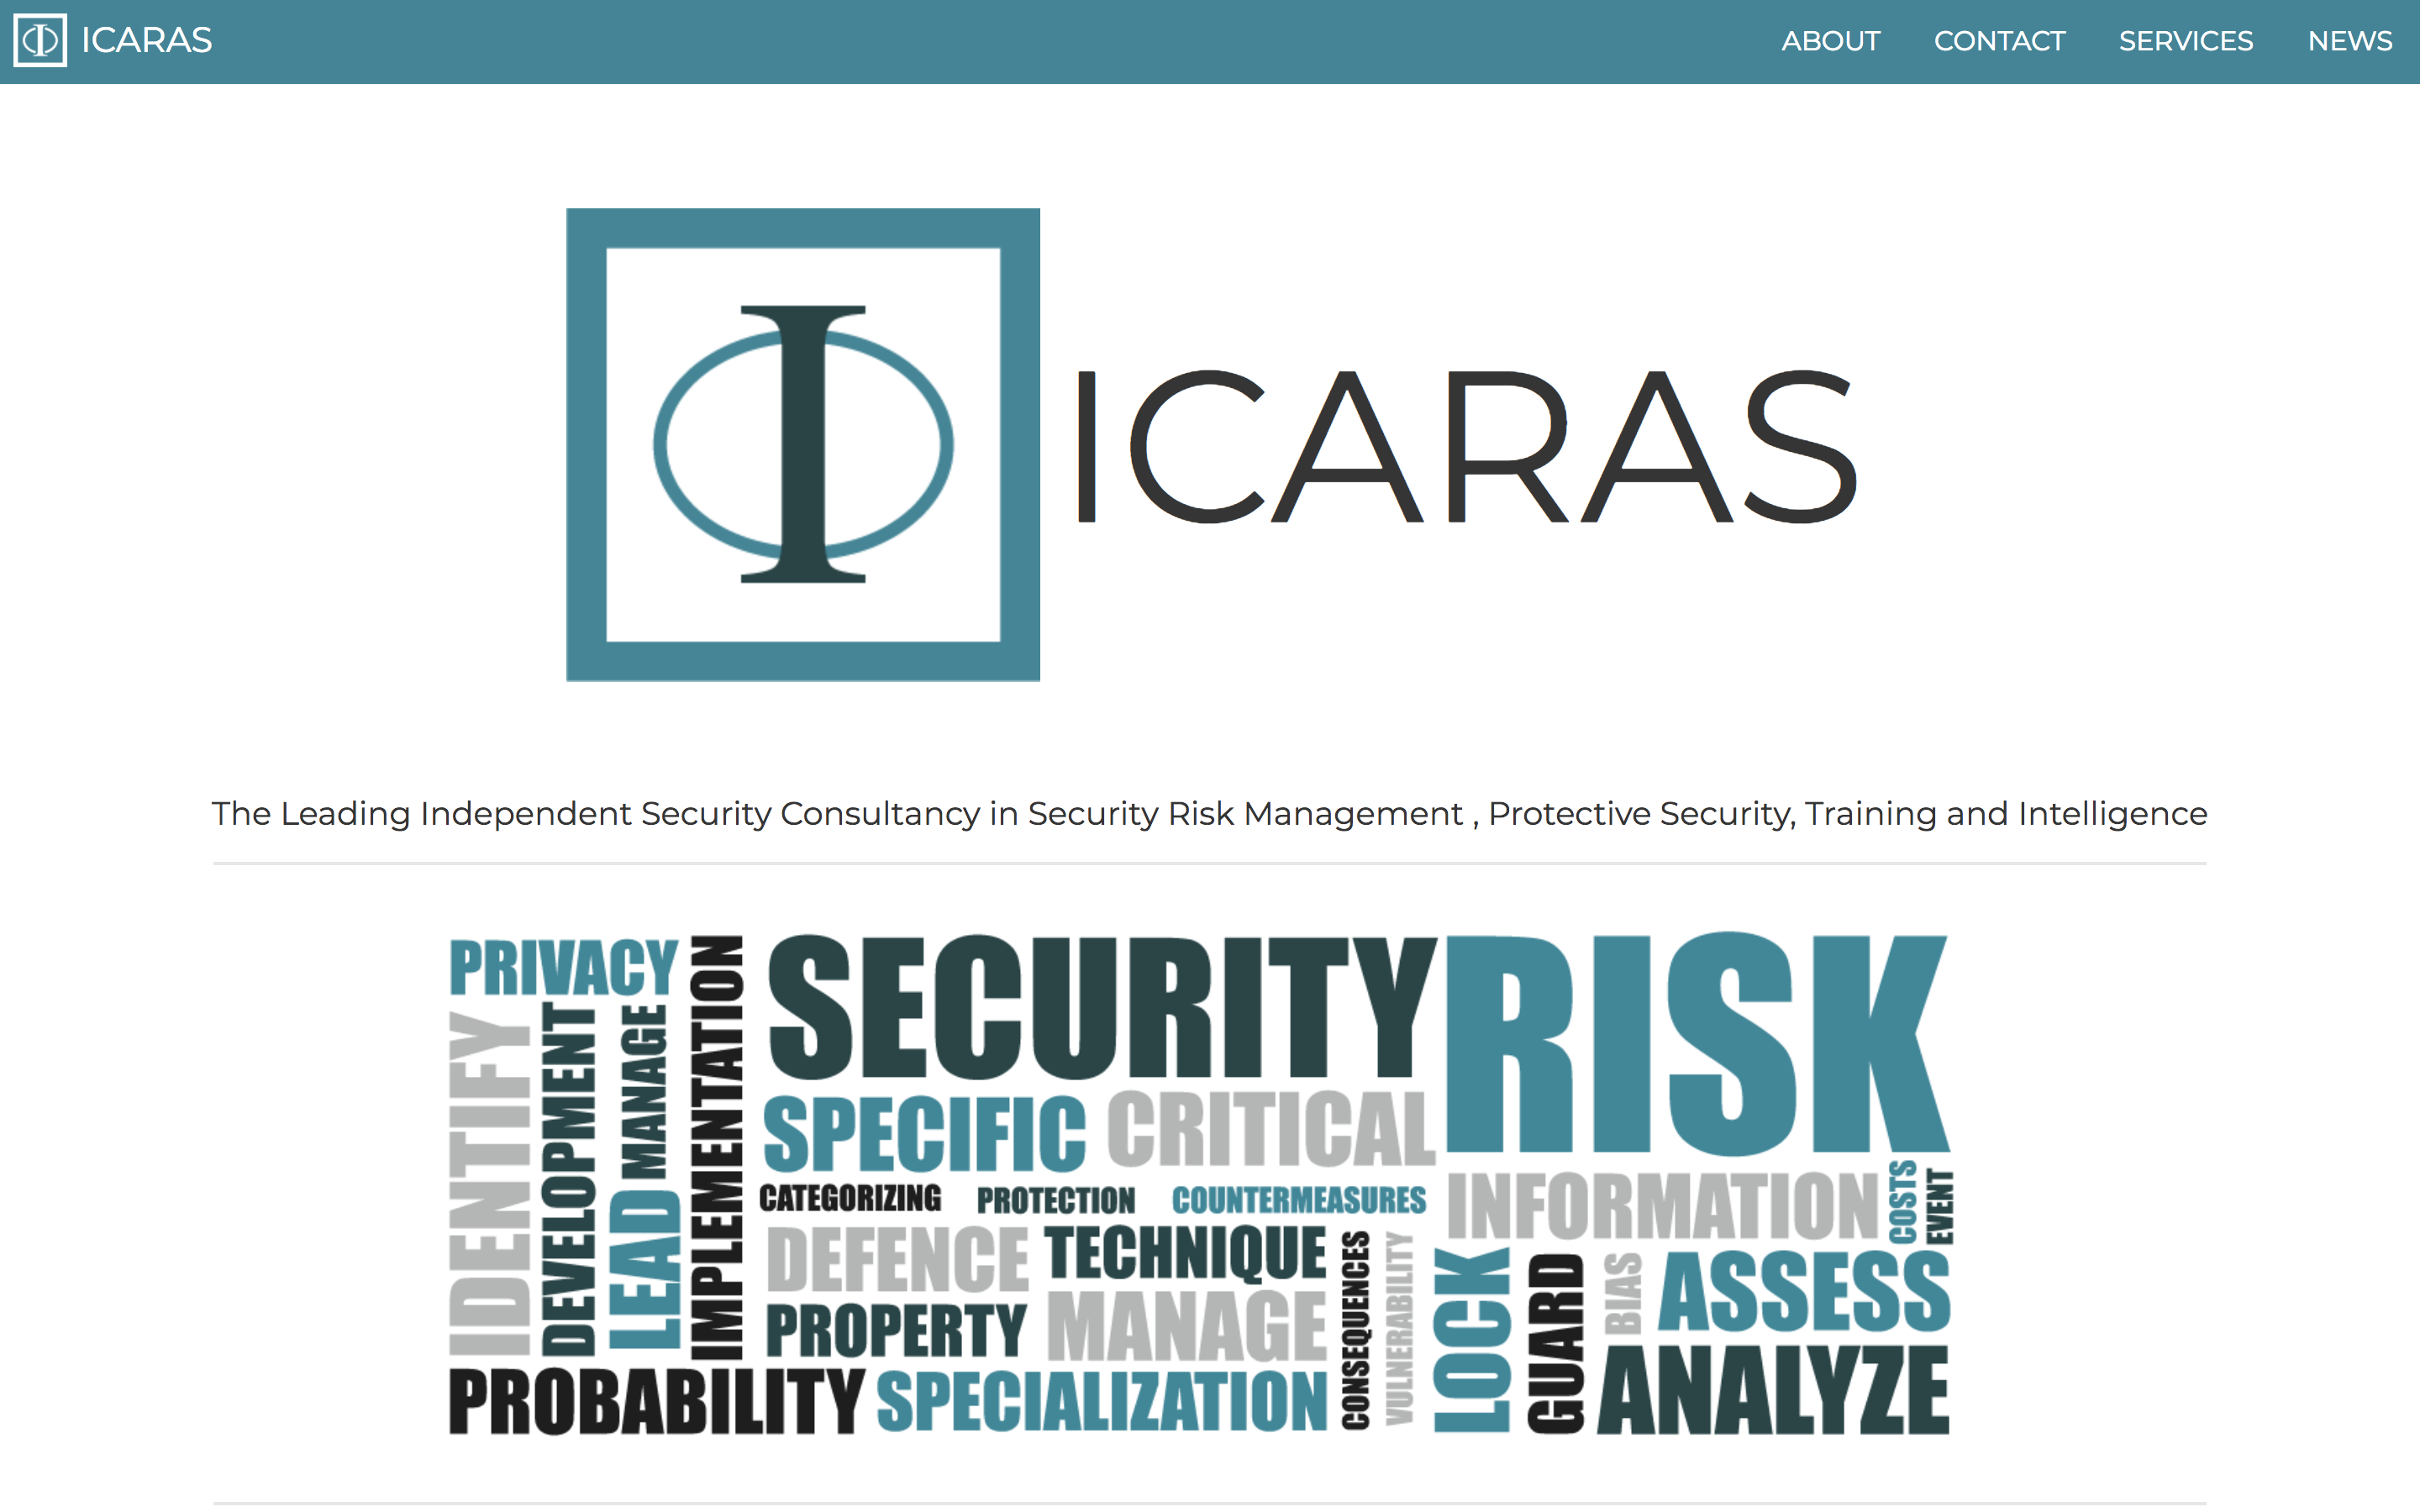 ICARAS
ABOUT CONTACT SERVICES NEWS
ICARAS
The Leading Independent Security Consultancy in Security Risk Management , Protective Security, Training and Intelligence
PRIVACY
IDENTIFY
DEVELOPMENT
MANAGE
LEAD
IMPLEMENTATION
SECURITY
RISK
SPECIFIC
CRITICAL
CATEGORIZING
PROTECTION
COUNTERMEASURES
INFORMATION
COSTS
EVENT
DEFENCE
TECHNIQUE
PROPERTY
MANAGE
CONSEQUENCES
VULNERABILITY
LOCK
GUARD
BIAS
ASSESS
ANALYZE
PROBABILITY
SPECIALIZATION